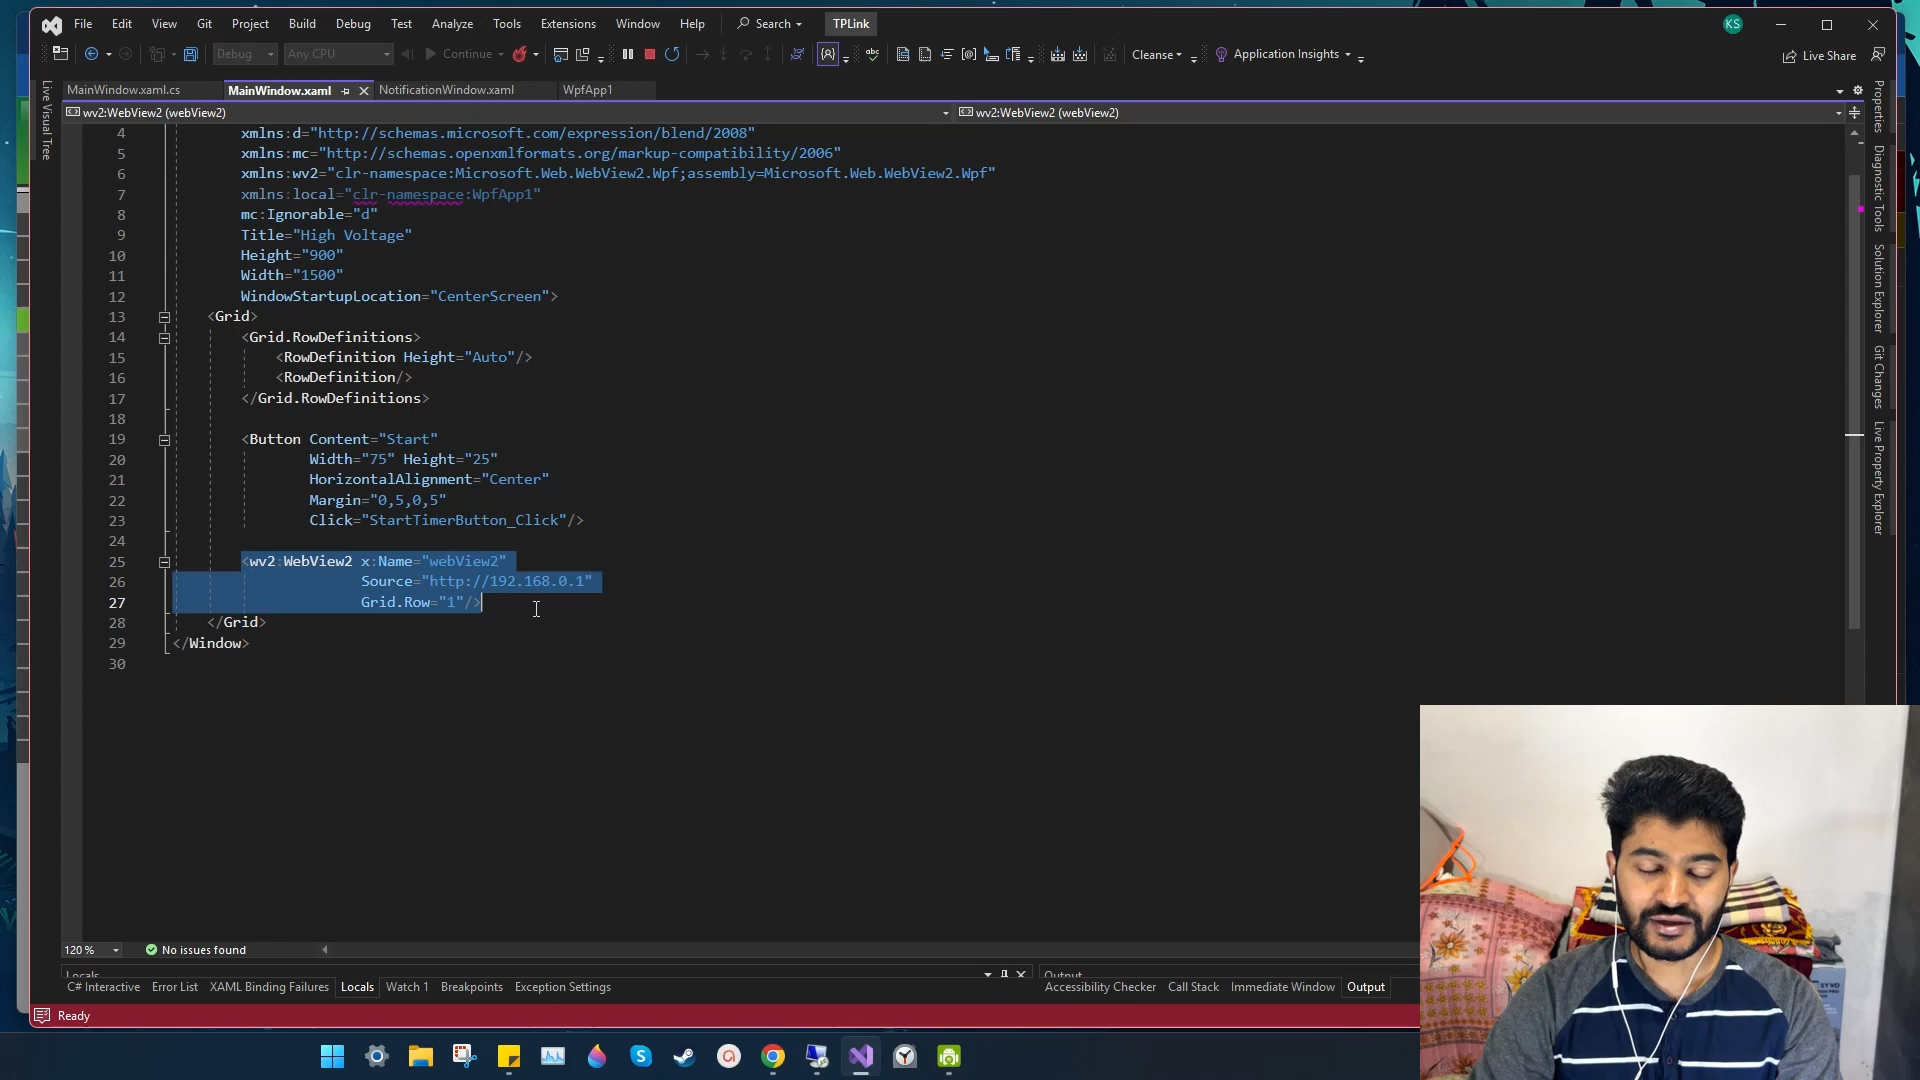 File Edit View Git Project Build Debug Test Analyze Tools Extensions Window Help Search TPLink KS
Debug Any CPU Continue abc Cleanse Application Insights Live Share
MainWindow.xaml.cs MainWindow.xaml NotificationWindow.xaml WpfApp1
wv2:WebView2 (webView2) wv2:WebView2 (webView2)
Live Visual Tree
4 xmlns:d="http://schemas.microsoft.com/expression/blend/2008"
5 xmlns:mc="http://schemas.openxmlformats.org/markup-compatibility/2006"
6 xmlns:wv2="clr-namespace:Microsoft.Web.WebView2.Wpf;assembly=Microsoft.Web.WebView2.Wpf"
7 xmlns:local="clr-namespace:WpfApp1"
8 mc:Ignorable="d"
9 Title="High Voltage"
10 Height="900"
11 Width="1500"
12 WindowStartupLocation="CenterScreen">
13 <Grid>
14 <Grid.RowDefinitions>
15 <RowDefinition Height="Auto"/>
16 <RowDefinition/>
17 </Grid.RowDefinitions>
18
19 <Button Content="Start"
20 Width="75" Height="25"
21 HorizontalAlignment="Center"
22 Margin="0,5,0,5"
23 Click="StartTimerButton_Click"/>
24
25 <wv2:WebView2 x:Name="webView2"
26 Source="http://192.168.0.1"
27 Grid.Row="1"/>
28 </Grid>
29 </Window>
30
Properties
Diagnostic Tools
Solution Explorer
Git Changes
Live Property Explorer
120 % No issues found
Locals Output
C# Interactive Error List XAML Binding Failures Locals Watch 1 Breakpoints Exception Settings Accessibility Checker Call Stack Immediate Window Output
Ready